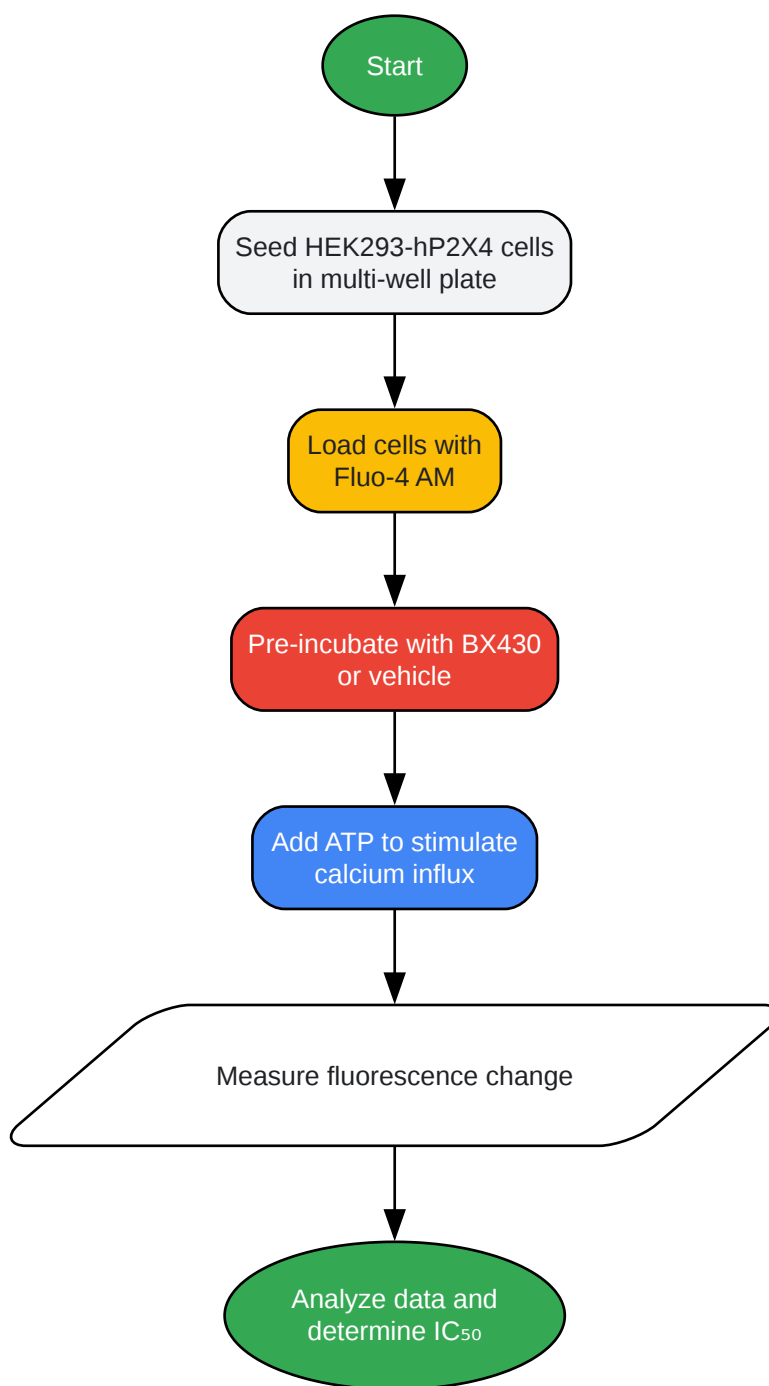 Start
Seed HEK293-hP2X4 cells
in multi-well plate
Load cells with
Fluo-4 AM
Pre-incubate with BX430
or vehicle
Add ATP to stimulate
calcium influx
Measure fluorescence change
Analyze data and
determine IC₅₀